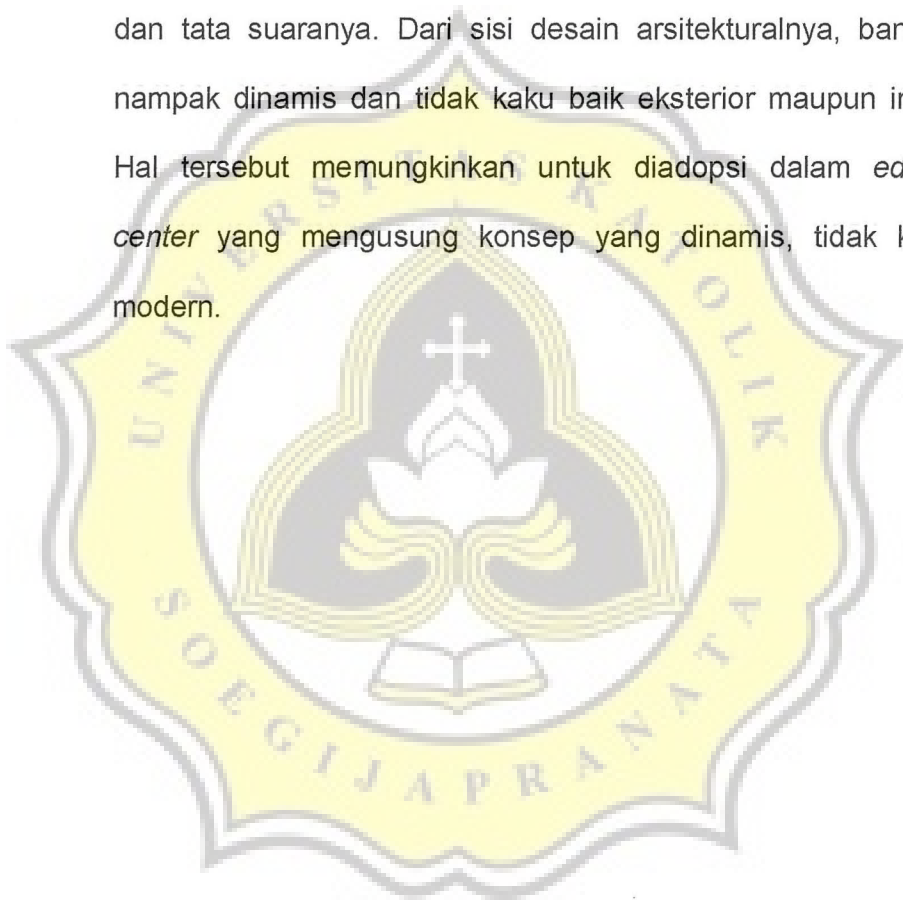 dan tata suaranya. Dari sisi desain arsitekturalnya, ban
nampak dinamis dan tidak kaku baik eksterior maupun in
Hal tersebut memungkinkan untuk diadopsi dalam ed
center yang mengusung konsep yang dinamis, tidak k
modern.
UNIVERSITAS KATOLIK
SOEGIJAPRANATA